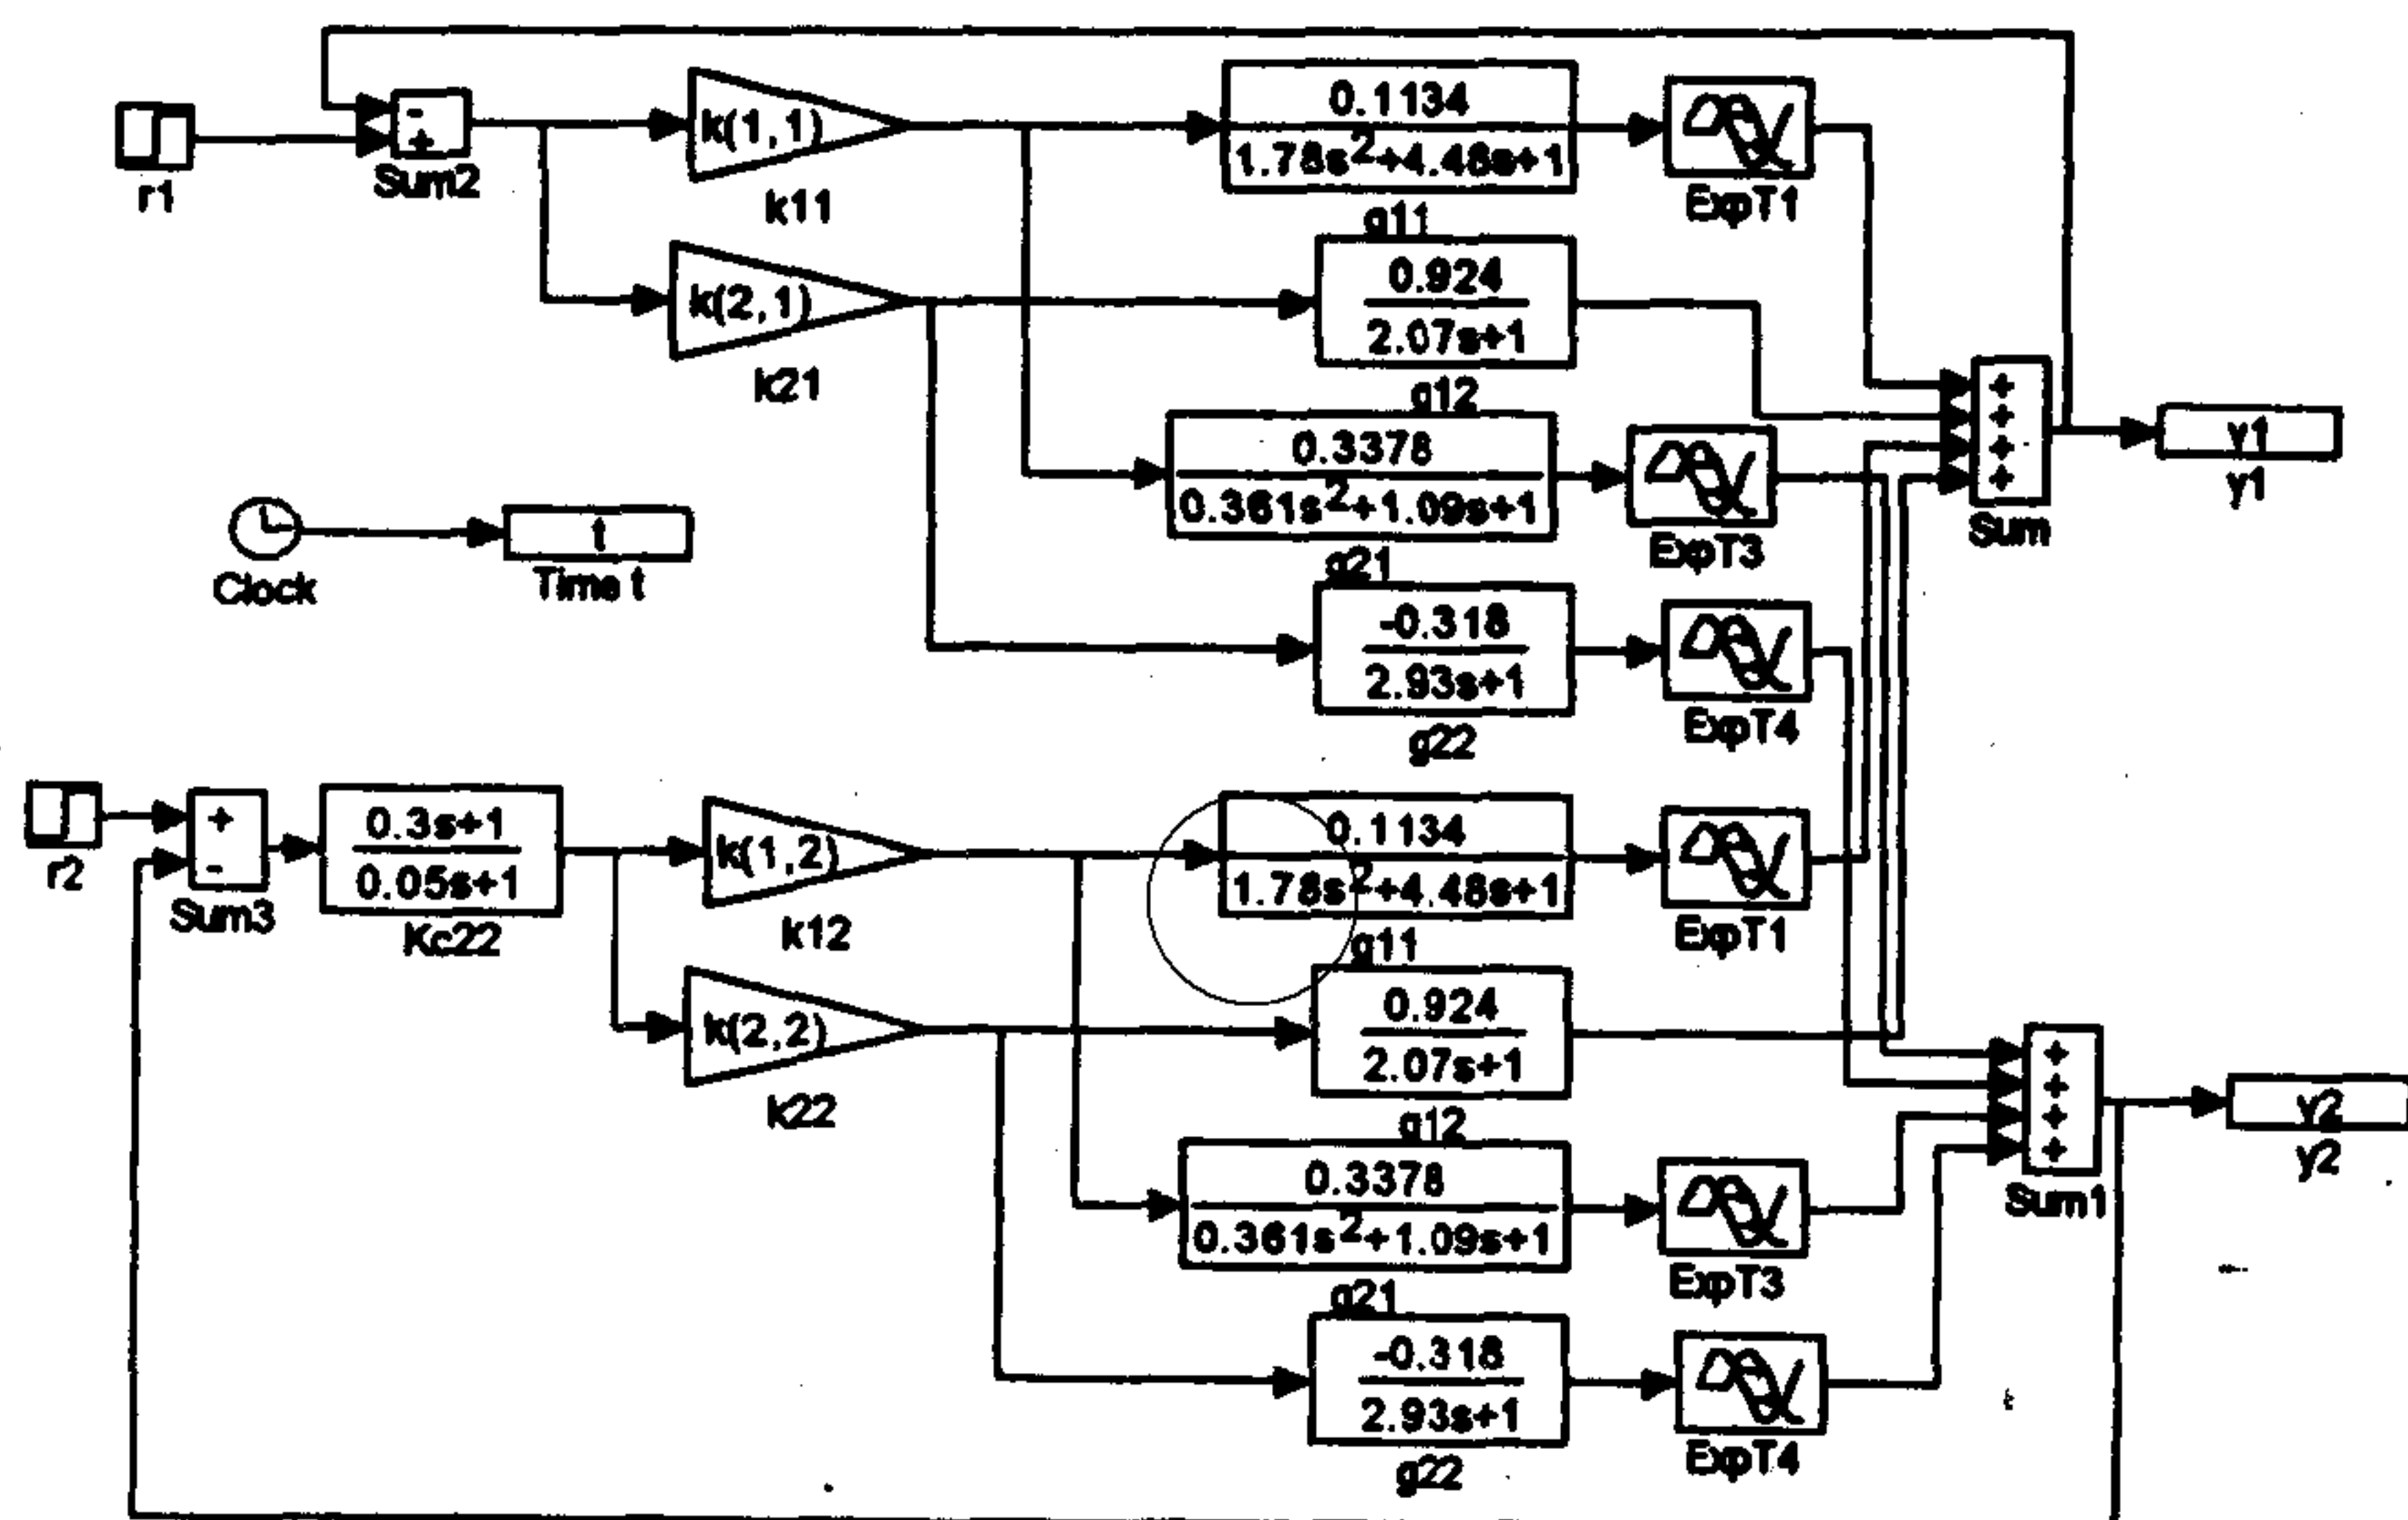 r1
-
+
Sum2
k(1,1)
k11
0.1134
1.78s²+4.48s+1
g11
ExpT1
k(2,1)
k21
0.924
2.07s+1
g12
0.3378
0.361s²+1.09s+1
g21
ExpT3
+
+
+
+
Sum
y1
y1
Clock
t
Time t
-0.318
2.93s+1
g22
ExpT4
r2
+
-
Sum3
0.3s+1
0.05s+1
Kc22
k(1,2)
k12
0.1134
1.78s²+4.48s+1
g11
ExpT1
k(2,2)
k22
0.924
2.07s+1
g12
0.3378
0.361s²+1.09s+1
g21
ExpT3
+
+
+
+
Sum1
y2
y2
-0.318
2.93s+1
g22
ExpT4